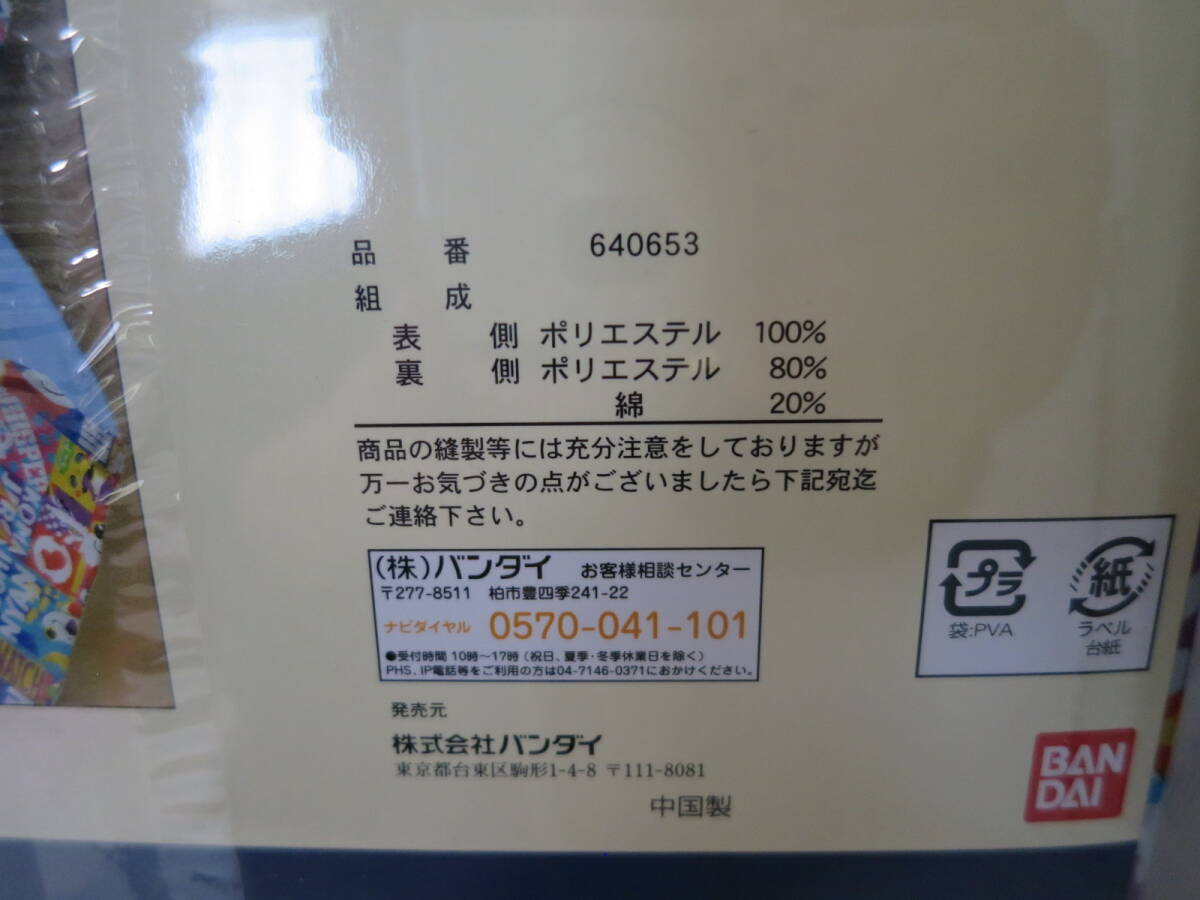 品番 640653
組成
表側 ポリエステル 100%
裏側 ポリエステル 80%
綿 20%
商品の縫製等には充分注意をしておりますが
万一お気づきの点がございましたら下記宛迄
ご連絡下さい。
(株)バンダイ お客様相談センター
〒277-8511 柏市豊四季241-22
ナビダイヤル 0570-041-101
●受付時間 10時〜17時(祝日、夏季・冬季休業日を除く)
PHS、IP電話等をご利用の方は04-7146-0371におかけください。
プラ
袋:PVA
紙
ラベル
台紙
発売元
株式会社バンダイ
東京都台東区駒形1-4-8 〒111-8081
中国製
BAN
DAI